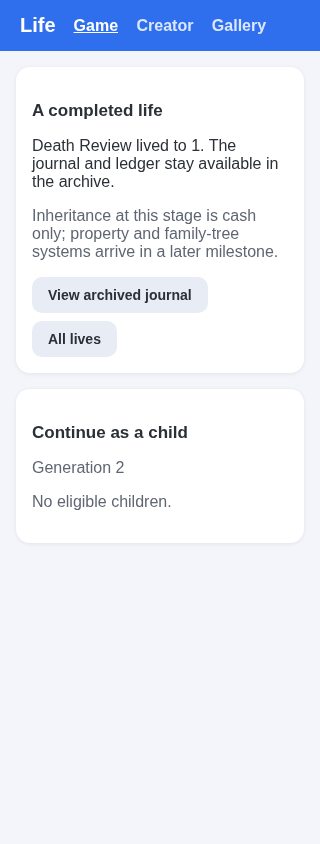 Life Game Creator Gallery
A completed life
Death Review lived to 1. The
journal and ledger stay available in
the archive.
Inheritance at this stage is cash
only; property and family-tree
systems arrive in a later milestone.
View archived journal
All lives
Continue as a child
Generation 2
No eligible children.